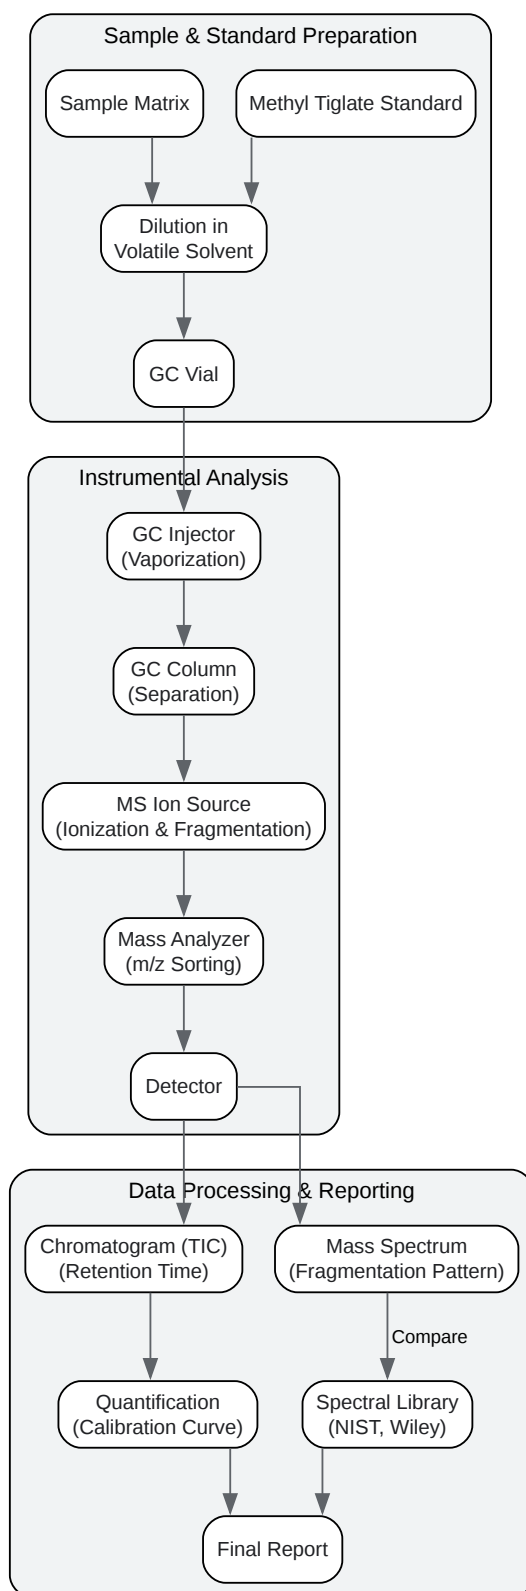 Sample & Standard Preparation
Sample Matrix
Methyl Tiglate Standard
Dilution in
Volatile Solvent
GC Vial
Instrumental Analysis
GC Injector
(Vaporization)
GC Column
(Separation)
MS Ion Source
(Ionization & Fragmentation)
Mass Analyzer
(m/z Sorting)
Detector
Data Processing & Reporting
Chromatogram (TIC)
(Retention Time)
Mass Spectrum
(Fragmentation Pattern)
Compare
Quantification
(Calibration Curve)
Spectral Library
(NIST, Wiley)
Final Report